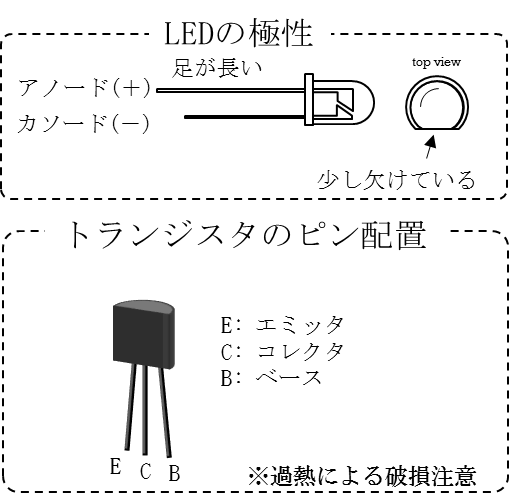 LEDの極性
足が長い
top view
アノード(+)
カソード(−)
少し欠けている
トランジスタのピン配置
E: エミッタ
C: コレクタ
B: ベース
E C B
※過熱による破損注意